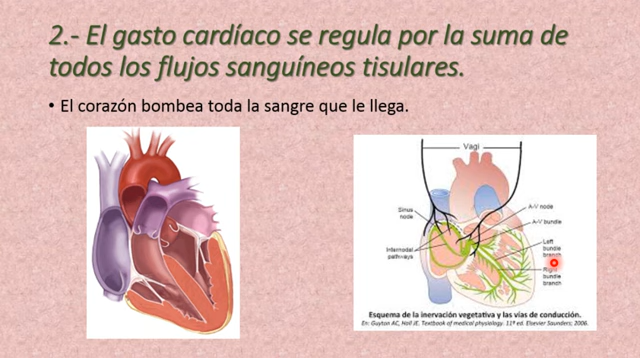 2.- El gasto cardíaco se regula por la suma de
todos los flujos sanguíneos tisulares.
• El corazón bombea toda la sangre que le llega.
Vagi
Sinus
node
Internodal
pathways
A-V node
A-V bundle
Left
bundle
branch
Right
bundle
branch
Esquema de la inervación vegetativa y las vías de conducción.
En: Guyton AC, Hall JE. Textbook of medical physiology. 11ª ed. Elsevier Saunders; 2006.